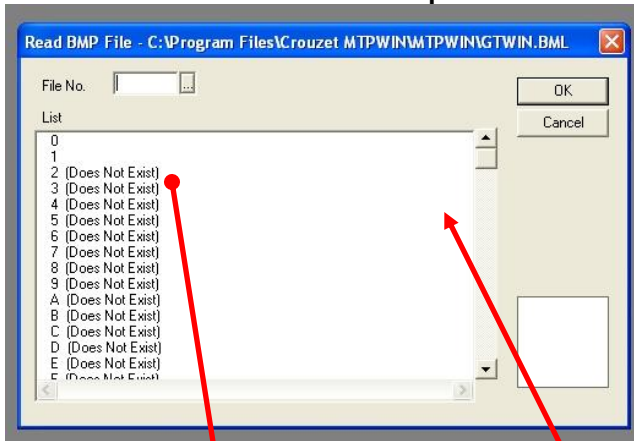 Read BMP File - C:\Program Files\Crouzet MTPWIN\MTPWIN\GTWIN.BML
File No.
...
OK
List
Cancel
0
1
2 (Does Not Exist)
3 (Does Not Exist)
4 (Does Not Exist)
5 (Does Not Exist)
6 (Does Not Exist)
7 (Does Not Exist)
8 (Does Not Exist)
9 (Does Not Exist)
A (Does Not Exist)
B (Does Not Exist)
C (Does Not Exist)
D (Does Not Exist)
E (Does Not Exist)
F (Does Not Exist)